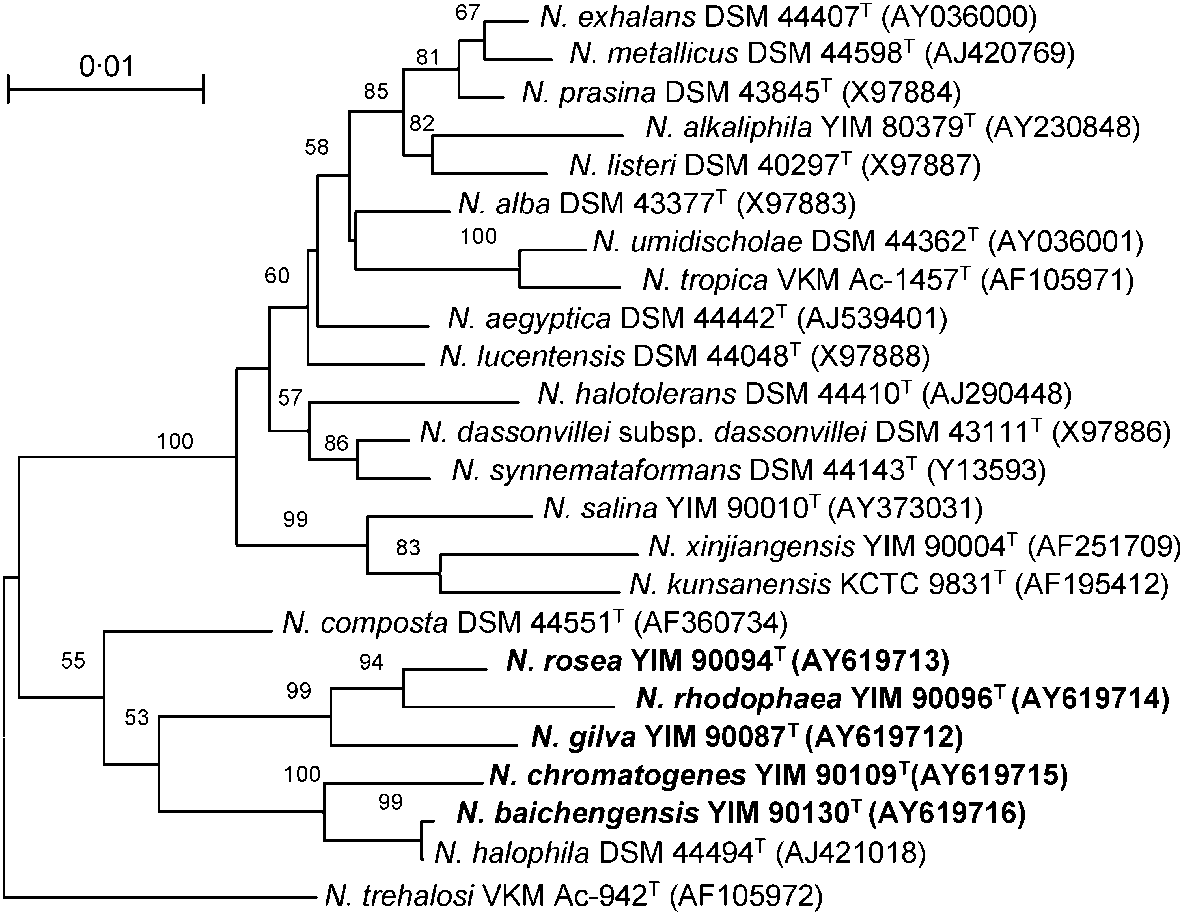 67
N. exhalans DSM 44407ᵀ (AY036000)
0·01
81
N. metallicus DSM 44598ᵀ (AJ420769)
85
N. prasina DSM 43845ᵀ (X97884)
82
N. alkaliphila YIM 80379ᵀ (AY230848)
58
N. listeri DSM 40297ᵀ (X97887)
N. alba DSM 43377ᵀ (X97883)
100
N. umidischolae DSM 44362ᵀ (AY036001)
60
N. tropica VKM Ac-1457ᵀ (AF105971)
N. aegyptica DSM 44442ᵀ (AJ539401)
N. lucentensis DSM 44048ᵀ (X97888)
57
N. halotolerans DSM 44410ᵀ (AJ290448)
100
86
N. dassonvillei subsp. dassonvillei DSM 43111ᵀ (X97886)
N. synnemataformans DSM 44143ᵀ (Y13593)
99
N. salina YIM 90010ᵀ (AY373031)
83
N. xinjiangensis YIM 90004ᵀ (AF251709)
N. kunsanensis KCTC 9831ᵀ (AF195412)
N. composta DSM 44551ᵀ (AF360734)
55
94
N. rosea YIM 90094ᵀ (AY619713)
99
N. rhodophaea YIM 90096ᵀ (AY619714)
53
N. gilva YIM 90087ᵀ (AY619712)
100
N. chromatogenes YIM 90109ᵀ(AY619715)
99
N. baichengensis YIM 90130ᵀ (AY619716)
N. halophila DSM 44494ᵀ (AJ421018)
N. trehalosi VKM Ac-942ᵀ (AF105972)